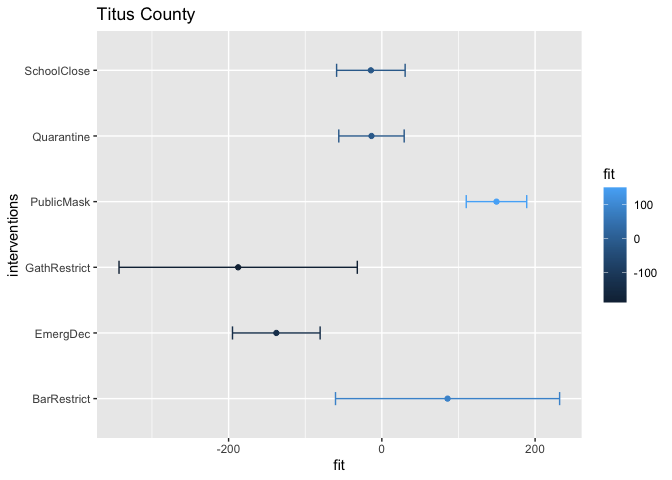 Titus County
SchoolClose
Quarantine
PublicMask
GathRestrict
EmergDec
BarRestrict
interventions
-200
0
200
fit
fit
100
0
-100